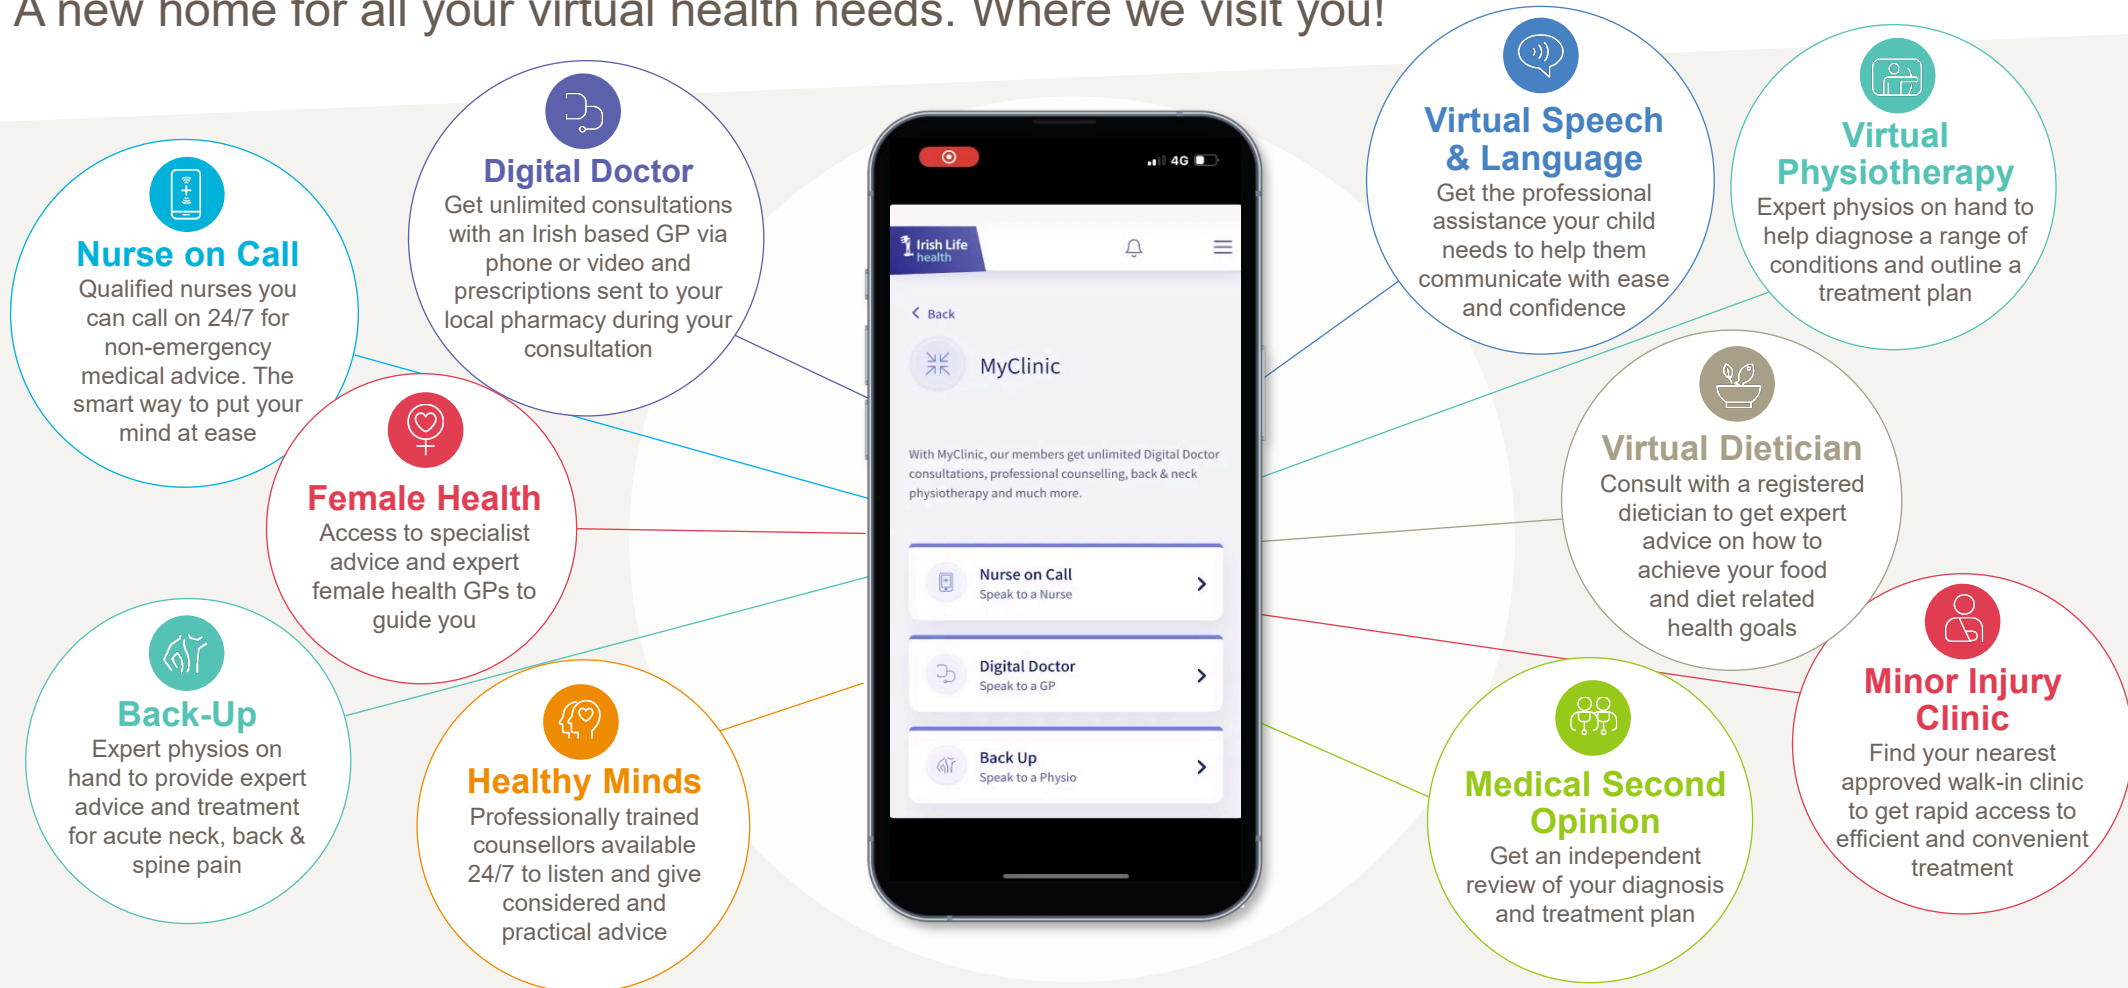 A new home for all your virtual health needs. Where we visit you!
Nurse on Call
Qualified nurses you
can call on 24/7 for
non-emergency
medical advice. The
smart way to put your
mind at ease
Digital Doctor
Get unlimited consultations
with an Irish based GP via
phone or video and
prescriptions sent to your
local pharmacy during your
consultation
Female Health
Access to specialist
advice and expert
female health GPs to
guide you
Back-Up
Expert physios on
hand to provide expert
advice and treatment
for acute neck, back &
spine pain
Healthy Minds
Professionally trained
counsellors available
24/7 to listen and give
considered and
practical advice
4G
Irish Life
health
Back
MyClinic
With MyClinic, our members get unlimited Digital Doctor
consultations, professional counselling, back & neck
physiotherapy and much more.
Nurse on Call
Speak to a Nurse
Digital Doctor
Speak to a GP
Back Up
Speak to a Physio
Virtual Speech
& Language
Get the professional
assistance your child
needs to help them
communicate with ease
and confidence
Virtual
Physiotherapy
Expert physios on hand to
help diagnose a range of
conditions and outline a
treatment plan
Virtual Dietician
Consult with a registered
dietician to get expert
advice on how to
achieve your food
and diet related
health goals
Minor Injury
Clinic
Find your nearest
approved walk-in clinic
to get rapid access to
efficient and convenient
treatment
Medical Second
Opinion
Get an independent
review of your diagnosis
and treatment plan